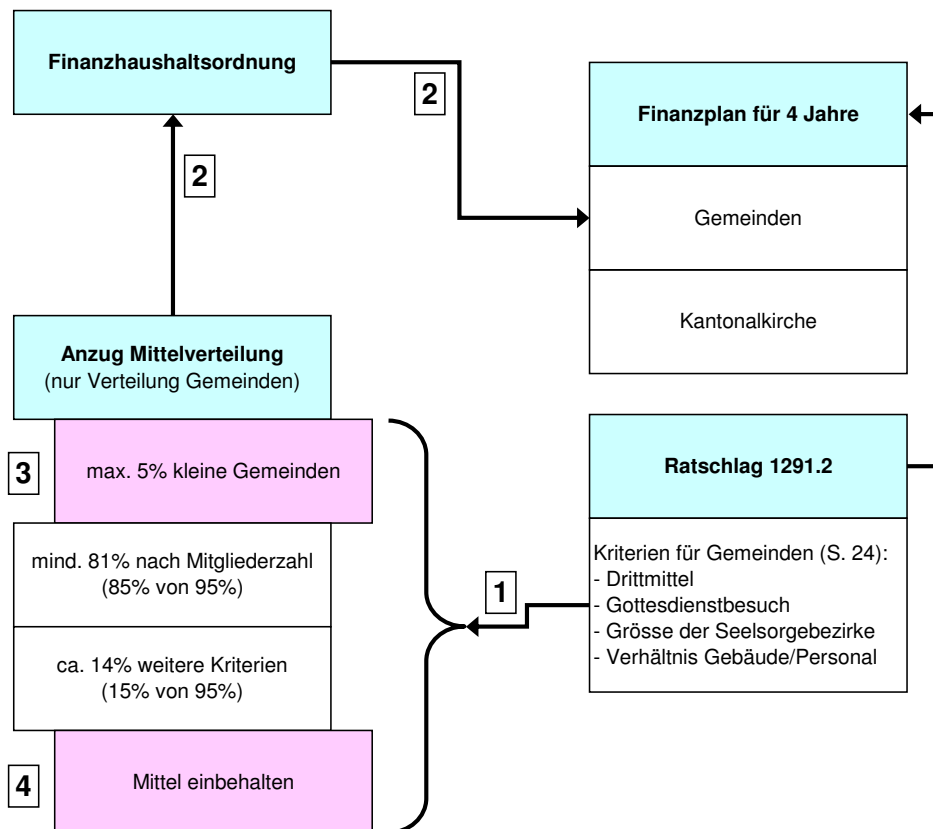 Finanzhaushaltsordnung
2
2
Finanzplan für 4 Jahre
Gemeinden
Kantonalkirche
Anzug Mittelverteilung
(nur Verteilung Gemeinden)
3
max. 5% kleine Gemeinden
mind. 81% nach Mitgliederzahl
(85% von 95%)
ca. 14% weitere Kriterien
(15% von 95%)
4
Mittel einbehalten
1
Ratschlag 1291.2
Kriterien für Gemeinden (S. 24):
- Drittmittel
- Gottesdienstbesuch
- Grösse der Seelsorgebezirke
- Verhältnis Gebäude/Personal